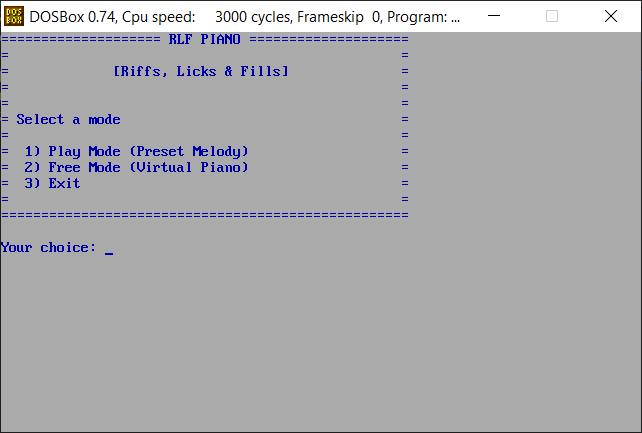 DOS BOX DOSBox 0.74, Cpu speed:     3000 cycles, Frameskip  0, Program: ...
==================== RLF PIANO ====================
=                                                 =
=             [Riffs, Licks & Fills]              =
=                                                 =
=                                                 =
= Select a mode                                   =
=                                                 =
=  1) Play Mode (Preset Melody)                   =
=  2) Free Mode (Virtual Piano)                   =
=  3) Exit                                        =
=                                                 =
===================================================
Your choice: _